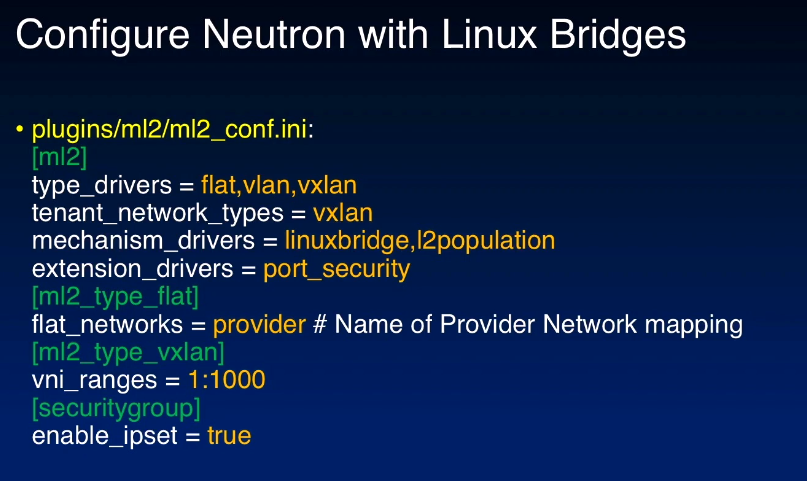 Configure Neutron with Linux Bridges
• plugins/ml2/ml2_conf.ini:
[ml2]
type_drivers = flat,vlan,vxlan
tenant_network_types = vxlan
mechanism_drivers = linuxbridge,l2population
extension_drivers = port_security
[ml2_type_flat]
flat_networks = provider # Name of Provider Network mapping
[ml2_type_vxlan]
vni_ranges = 1:1000
[securitygroup]
enable_ipset = true